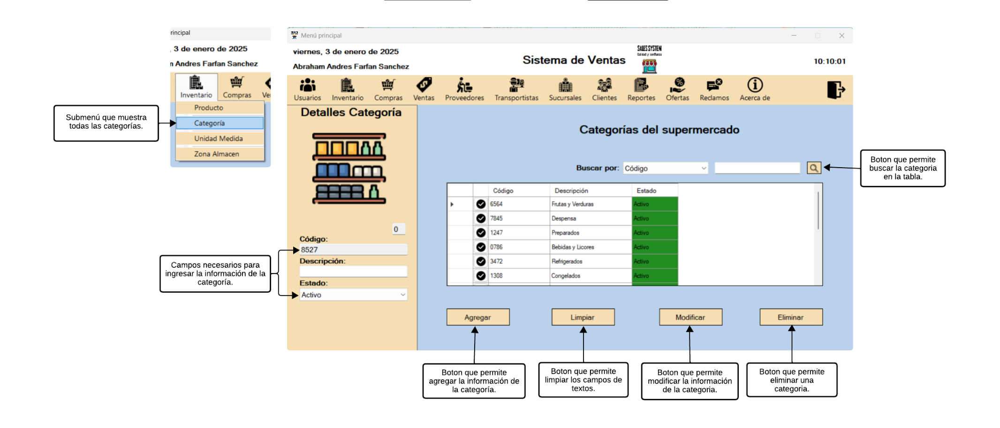 rincipal
, 3 de enero de 2025
n Andres Farfan Sanchez
Inventario
Compras
Ve
Producto
Categoría
Unidad Medida
Zona Almacen
Submenú que muestra
todas las categorías.
Menú principal
viernes, 3 de enero de 2025
Abraham Andres Farfan Sanchez
Sistema de Ventas
SALES SYSTEM
Calidad y confianza
10:10:01
Usuarios
Inventario
Compras
Ventas
Proveedores
Transportistas
Sucursales
Clientes
Reportes
Ofertas
Reclamos
Acerca de
Detalles Categoría
0
Código:
8527
Descripción:
Estado:
Activo
Campos necesarios para
ingresar la información de la
categoría.
Categorías del supermercado
Buscar por:
Código
Boton que permite
buscar la categoria
en la tabla.
Código Descripción Estado
6564 Frutas y Verduras Activo
7845 Despensa Activo
1247 Preparados Activo
0786 Bebidas y Licores Activo
3472 Refrigerados Activo
1308 Congelados Activo
Agregar
Limpiar
Modificar
Eliminar
Boton que permite
agregar la información de
la categoría.
Boton que permite
limpiar los campos de
textos.
Boton que permite
modificar la información
de la categoria.
Boton que permite
eliminar una
categoria.